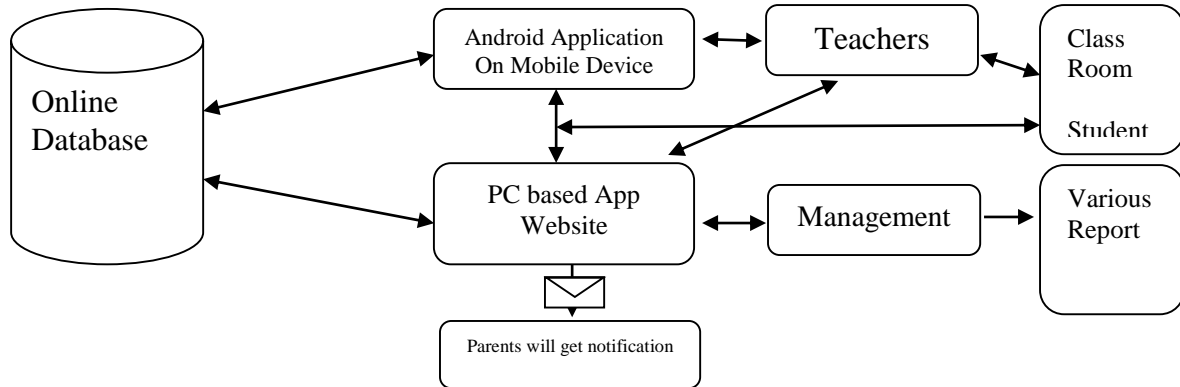 Online
Database
Android Application
On Mobile Device
Teachers
Class
Room
Student
PC based App
Website
Management
Various
Report
Parents will get notification